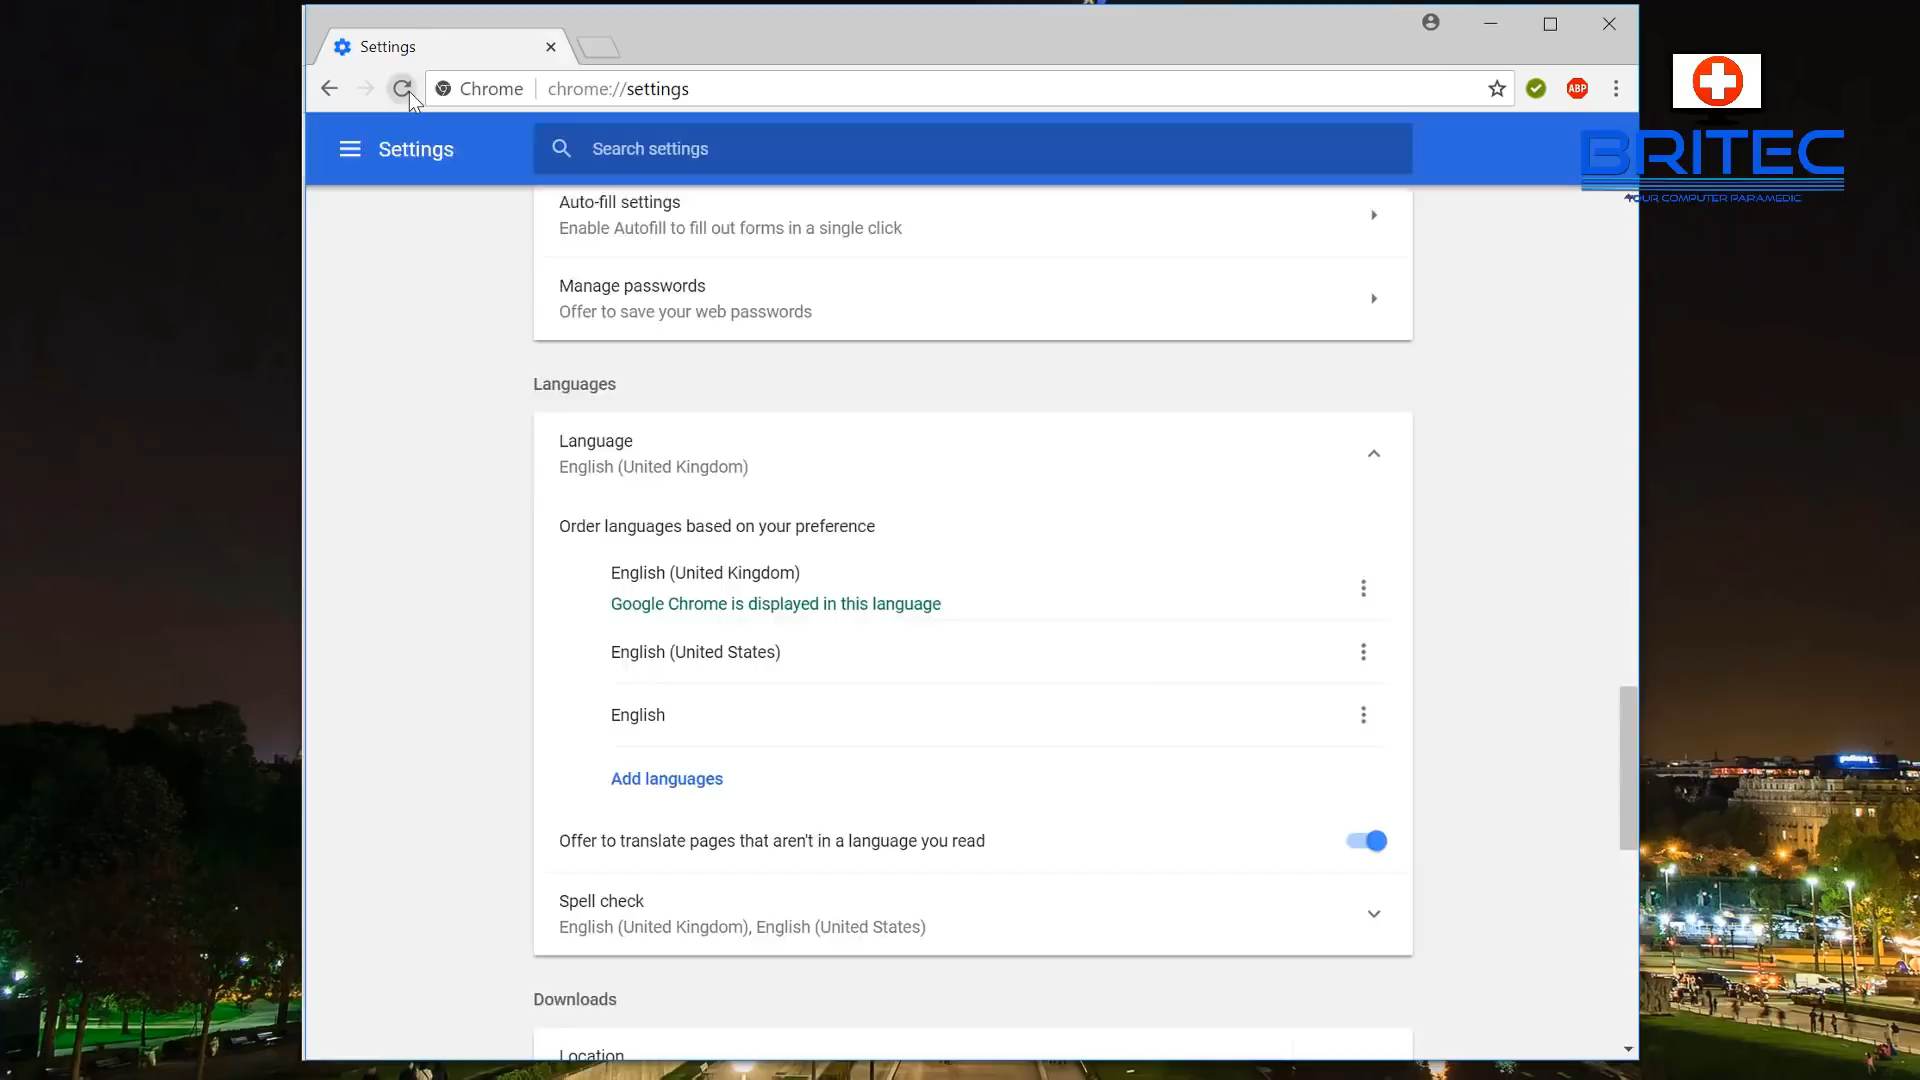 Settings
Chrome
chrome://settings
ABP
BRITEC
YOUR COMPUTER PARAMEDIC
Settings
Search settings
Auto-fill settings
Enable Autofill to fill out forms in a single click
Manage passwords
Offer to save your web passwords
Languages
Language
English (United Kingdom)
Order languages based on your preference
English (United Kingdom)
Google Chrome is displayed in this language
English (United States)
English
Add languages
Offer to translate pages that aren't in a language you read
Spell check
English (United Kingdom), English (United States)
Downloads
Location